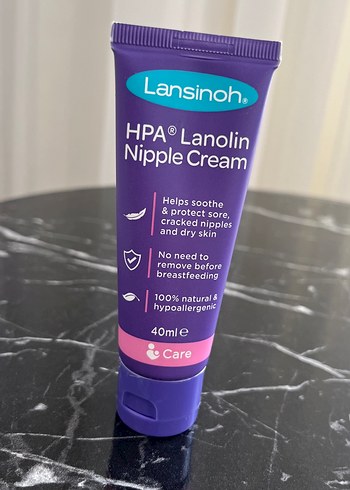 Lansinoh®
HPA® Lanolin
Nipple Cream
Helps soothe
& protect sore,
cracked nipples
and dry skin
No need to
remove before
breastfeeding
100% natural &
hypoallergenic
40ml ℮
Care